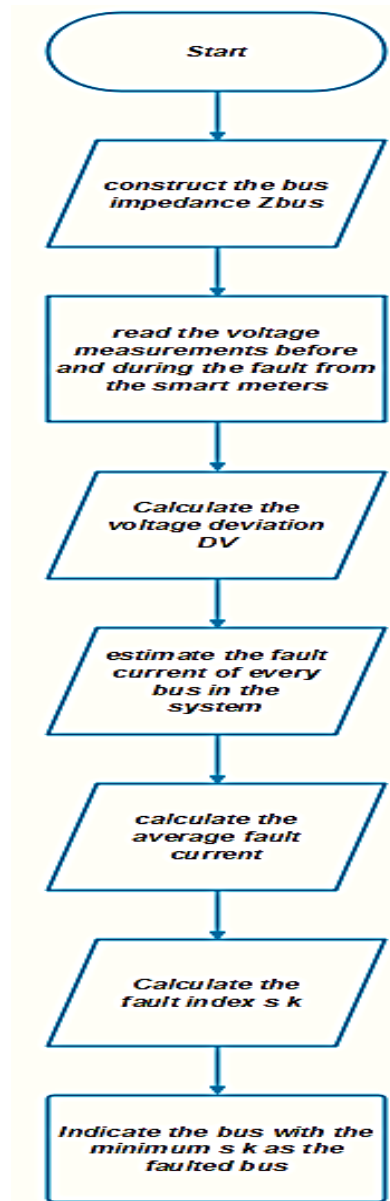 Start
construct the bus
impedance Zbus
read the voltage
measurements before
and during the fault from
the smart meters
Calculate the
voltage deviation
DV
estimate the fault
current of every
bus in the
system
calculate the
average fault
current
Calculate the
fault index s k
Indicate the bus with the
minimum s k as the
faulted bus